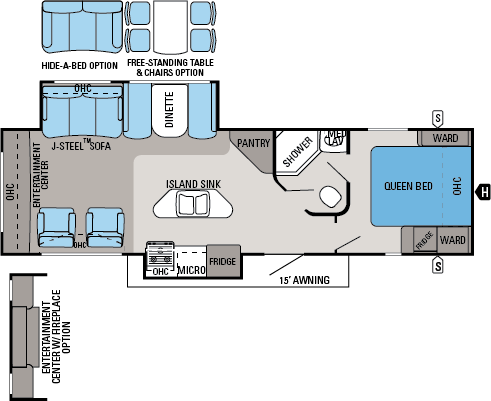 HIDE-A-BED OPTION
FREE-STANDING TABLE
& CHAIRS OPTION
OHC
J-STEEL™ SOFA
DINETTE
PANTRY
SHOWER
MED
LAV
S
WARD
OHC
ENTERTAINMENT
CENTER
ISLAND SINK
QUEEN BED
OHC
H
OHC
OHC
MICRO
FRIDGE
FRIDGE
WARD
S
15' AWNING
ENTERTAINMENT
CENTER W/ FIREPLACE
OPTION